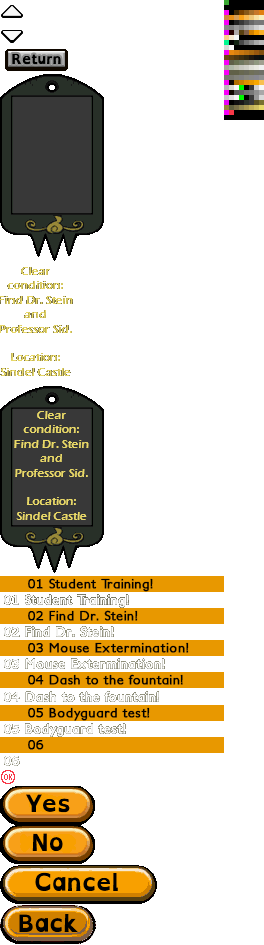 Return
Clear
condition:
Find Dr. Stein
and
Professor Sid.
Location:
Sindel Castle
Clear
condition:
Find Dr. Stein
and
Professor Sid.
Location:
Sindel Castle
01 Student Training!
01 Student Training!
02 Find Dr. Stein!
02 Find Dr. Stein!
03 Mouse Extermination!
03 Mouse Extermination!
04 Dash to the fountain!
04 Dash to the fountain!
05 Bodyguard test!
05 Bodyguard test!
06
06
OK
Yes
No
Cancel
Back